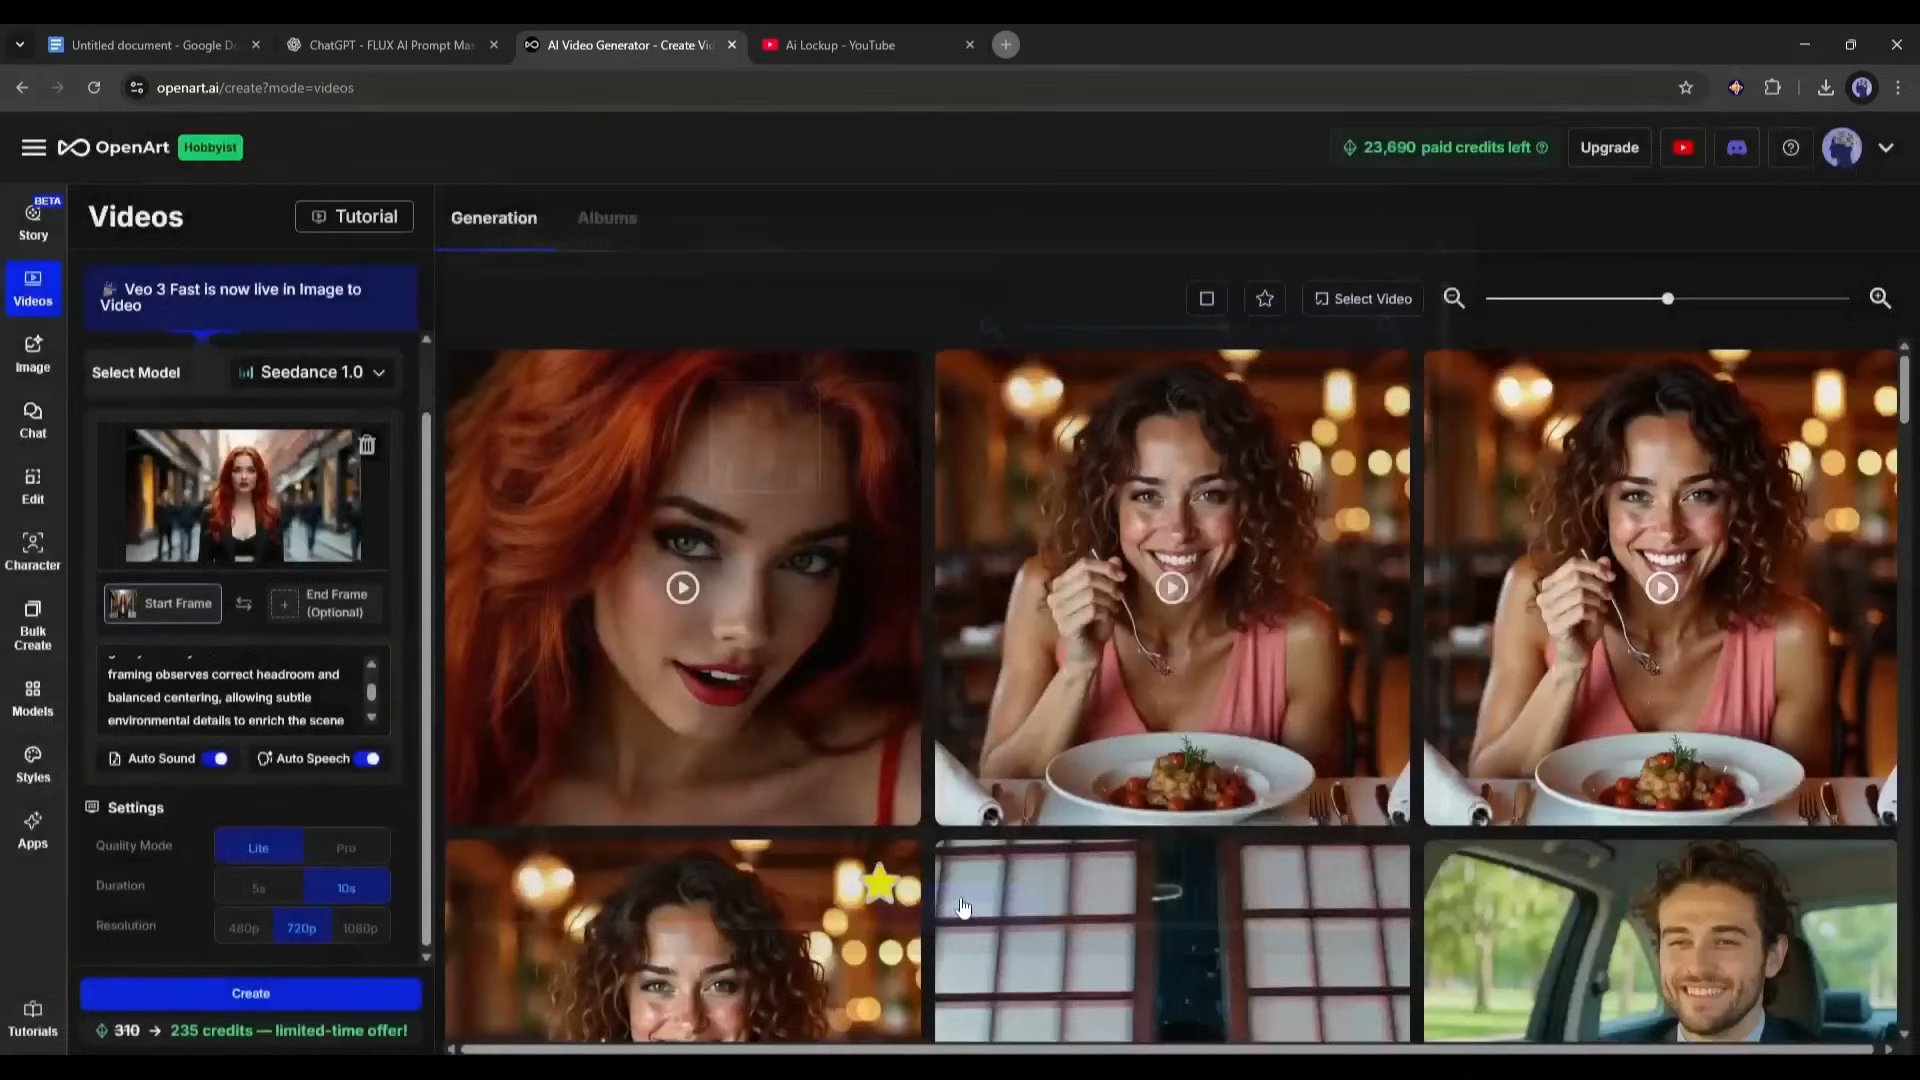 Untitled document - Google Do
ChatGPT - FLUX AI Prompt Mas
AI Video Generator - Create Vid
Ai Lockup - YouTube
openart.ai/create?mode=videos
OpenArt
Hobbyist
23,690 paid credits left
Upgrade
BETA
Story
Videos
Image
Chat
Edit
Character
Bulk
Create
Models
Styles
Apps
Tutorials
Videos
Tutorial
Veo 3 Fast is now live in Image to
Video
Select Model
Seedance 1.0
Start Frame
End Frame
(Optional)
framing observes correct headroom and
balanced centering, allowing subtle
environmental details to enrich the scene
Auto Sound
Auto Speech
Settings
Quality Mode
Lite
Pro
Duration
5s
10s
Resolution
480p
720p
1080p
Create
310 → 235 credits — limited-time offer!
Generation
Albums
Select Video